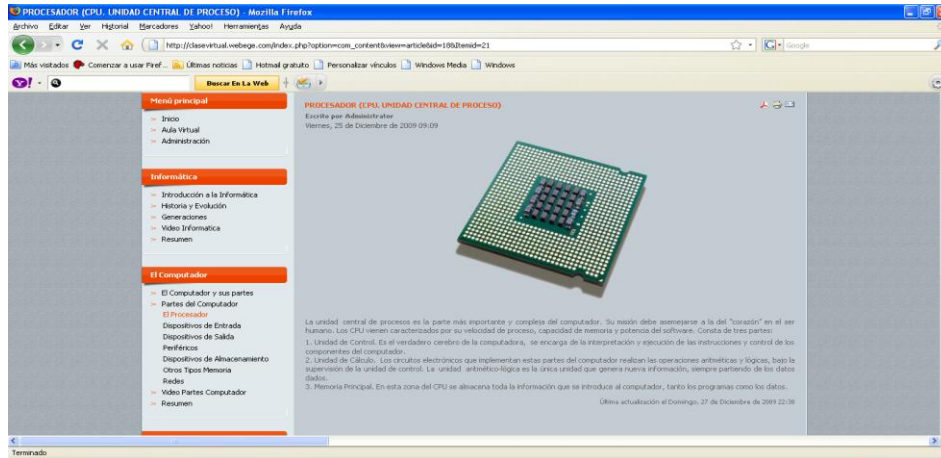 PROCESADOR (CPU. UNIDAD CENTRAL DE PROCESO) - Mozilla Firefox
Archivo Editar Ver Historial Marcadores Yahoo! Herramientas Ayuda
http://clasevirtual.webege.com/index.php?option=com_content&view=article&id=18&Itemid=21
Google
Más visitados Comenzar a usar Firef... Últimas noticias Hotmail gratuito Personalizar vínculos Windows Media Windows
Buscar En La Web
Menú principal
Inicio
Aula Virtual
Administración
Informática
Introducción a la Informática
Historia y Evolución
Generaciones
Video Informatica
Resumen
El Computador
El Computador y sus partes
Partes del Computador
El Procesador
Dispositivos de Entrada
Dispositivos de Salida
Periféricos
Dispositivos de Almacenamiento
Otros Tipos Memoria
Redes
Video Partes Computador
Resumen
PROCESADOR (CPU. UNIDAD CENTRAL DE PROCESO)
Escrito por Administrator
Viernes, 25 de Diciembre de 2009 09:09
La unidad central de procesos es la parte más importante y compleja del computador. Su misión debe asemejarse a la del "corazón" en el ser
humano. Los CPU vienen caracterizados por su velocidad de proceso, capacidad de memoria y potencia del software. Consta de tres partes:
1. Unidad de Control. Es el verdadero cerebro de la computadora, se encarga de la interpretación y ejecución de las instrucciones y control de los
componentes del computador.
2. Unidad de Cálculo. Los circuitos electrónicos que implementan estas partes del computador realizan las operaciones aritméticas y lógicas, bajo la
supervisión de la unidad de control. La unidad aritmético-lógica es la única unidad que genera nueva información, siempre partiendo de los datos
dados.
3. Memoria Principal. En esta zona del CPU se almacena toda la información que se introduce al computador, tanto los programas como los datos.
Última actualización el Domingo, 27 de Diciembre de 2009 22:38
Terminado